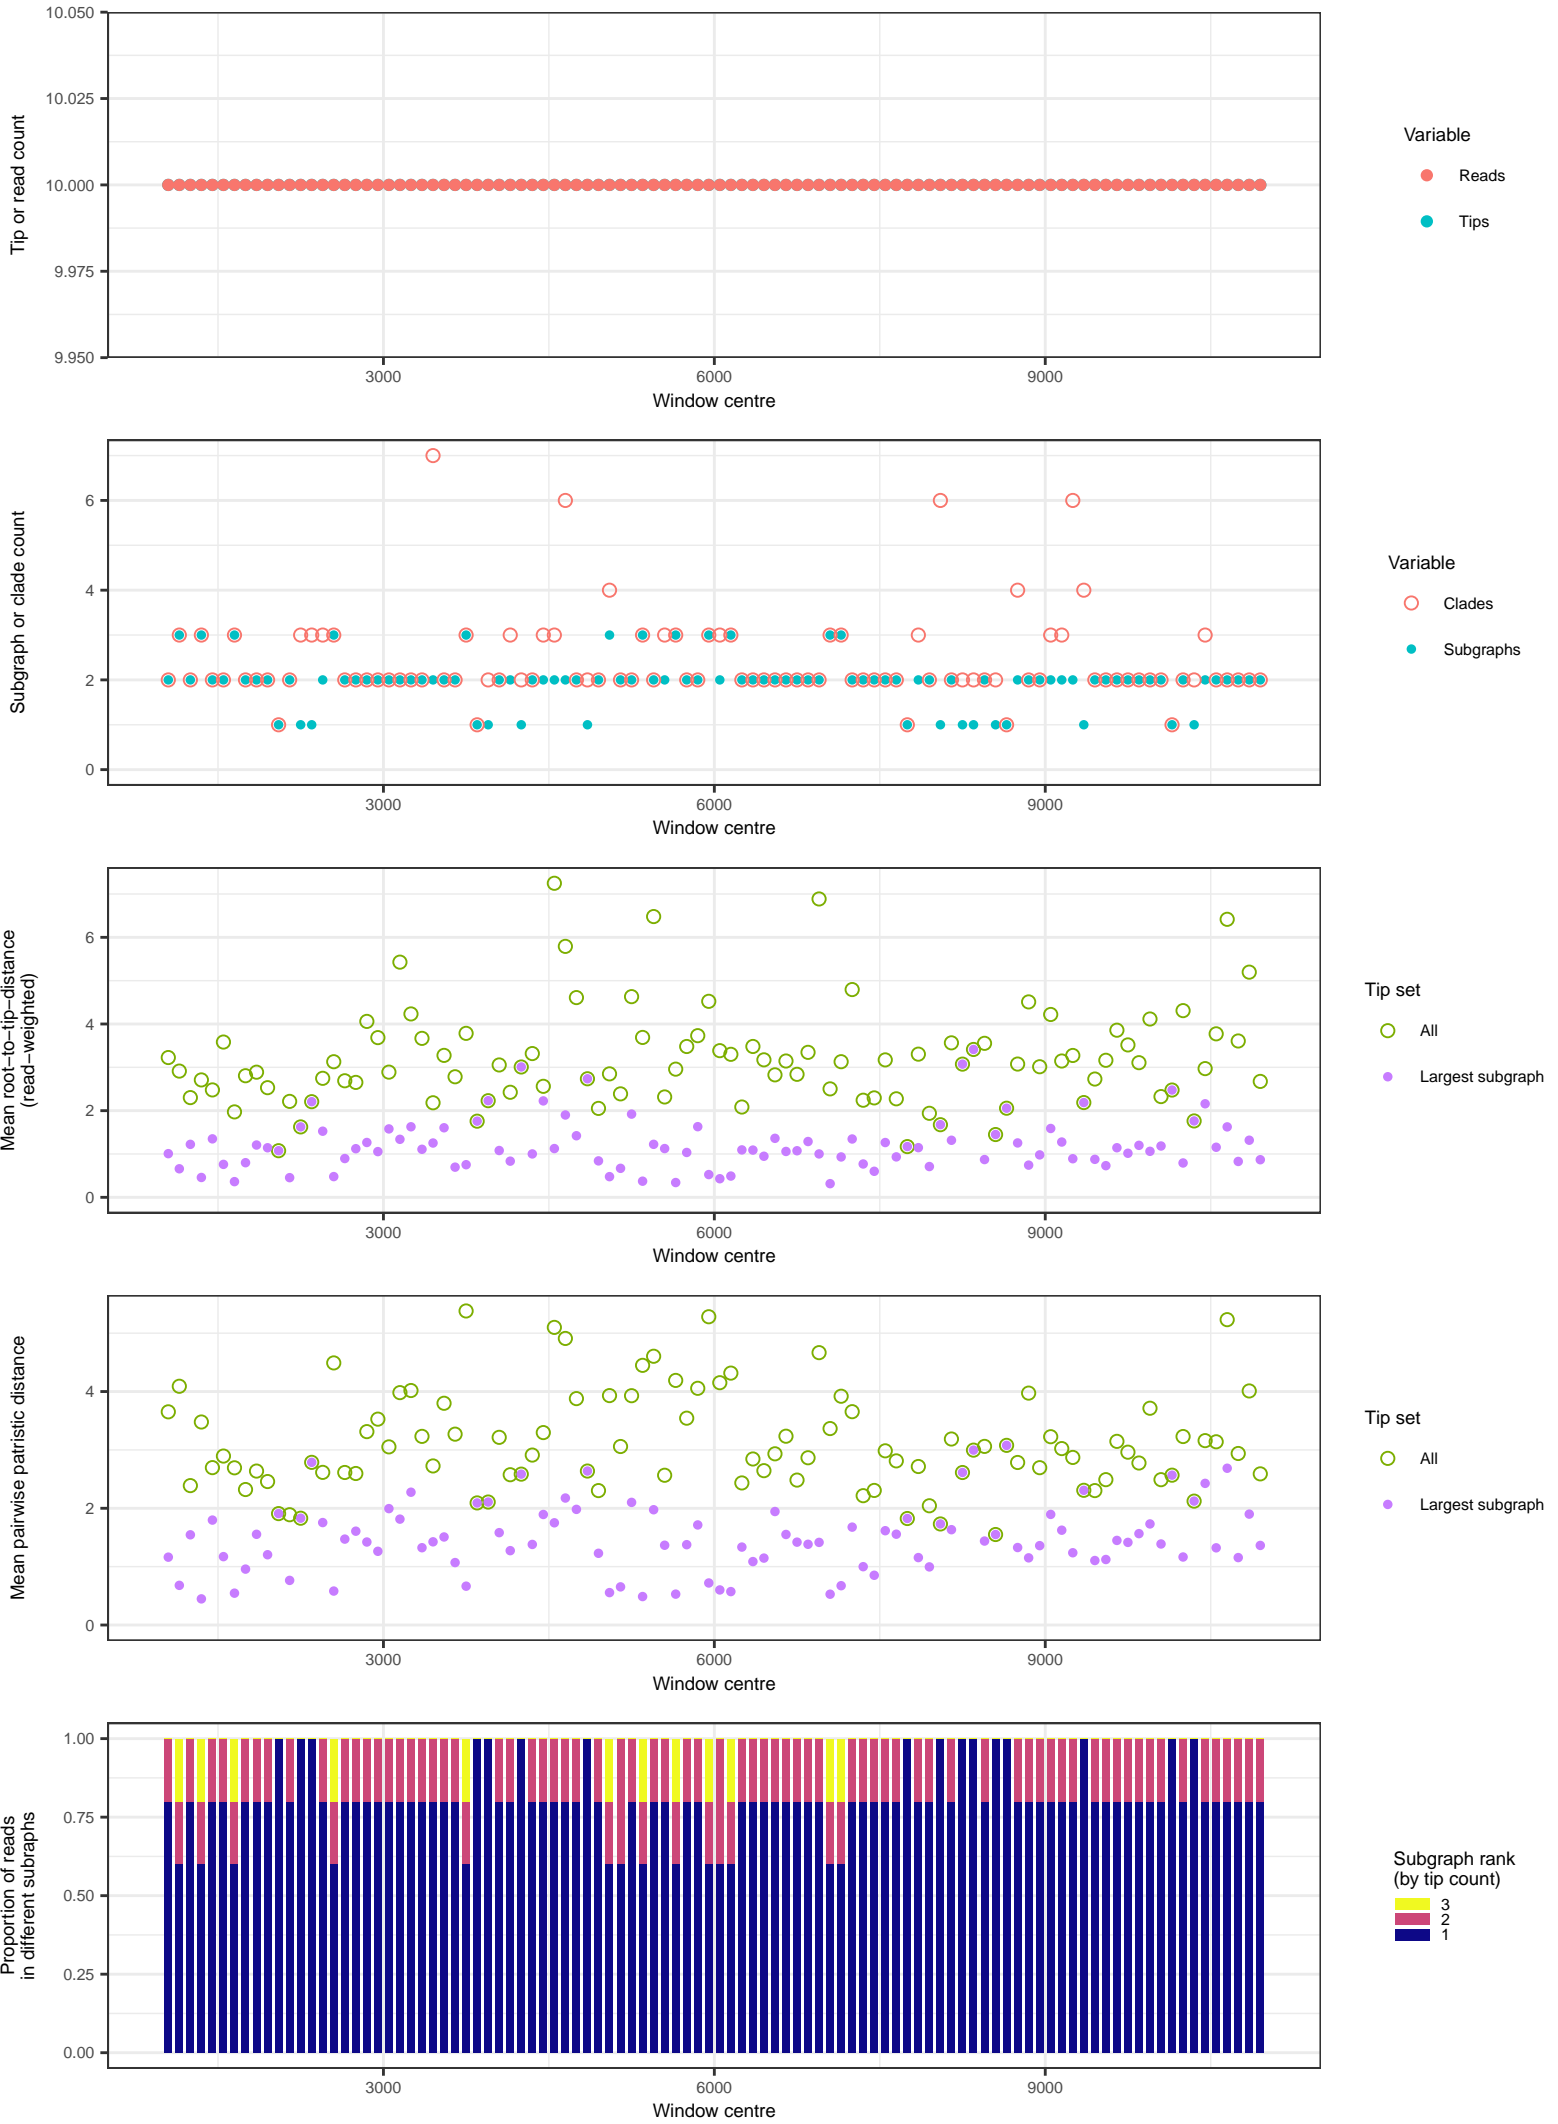 10.050
10.025
10.000
9.975
9.950
Tip or read count
3000 6000 9000
Window centre
Variable
Reads
Tips
6
4
2
0
Subgraph or clade count
3000 6000 9000
Window centre
Variable
Clades
Subgraphs
6
4
2
0
Mean root−to−tip−distance
(read−weighted)
3000 6000 9000
Window centre
Tip set
All
Largest subgraph
4
2
0
Mean pairwise patristic distance
3000 6000 9000
Window centre
Tip set
All
Largest subgraph
1.00
0.75
0.50
0.25
0.00
Proportion of reads
in different subraphs
3000 6000 9000
Window centre
Subgraph rank
(by tip count)
3
2
1